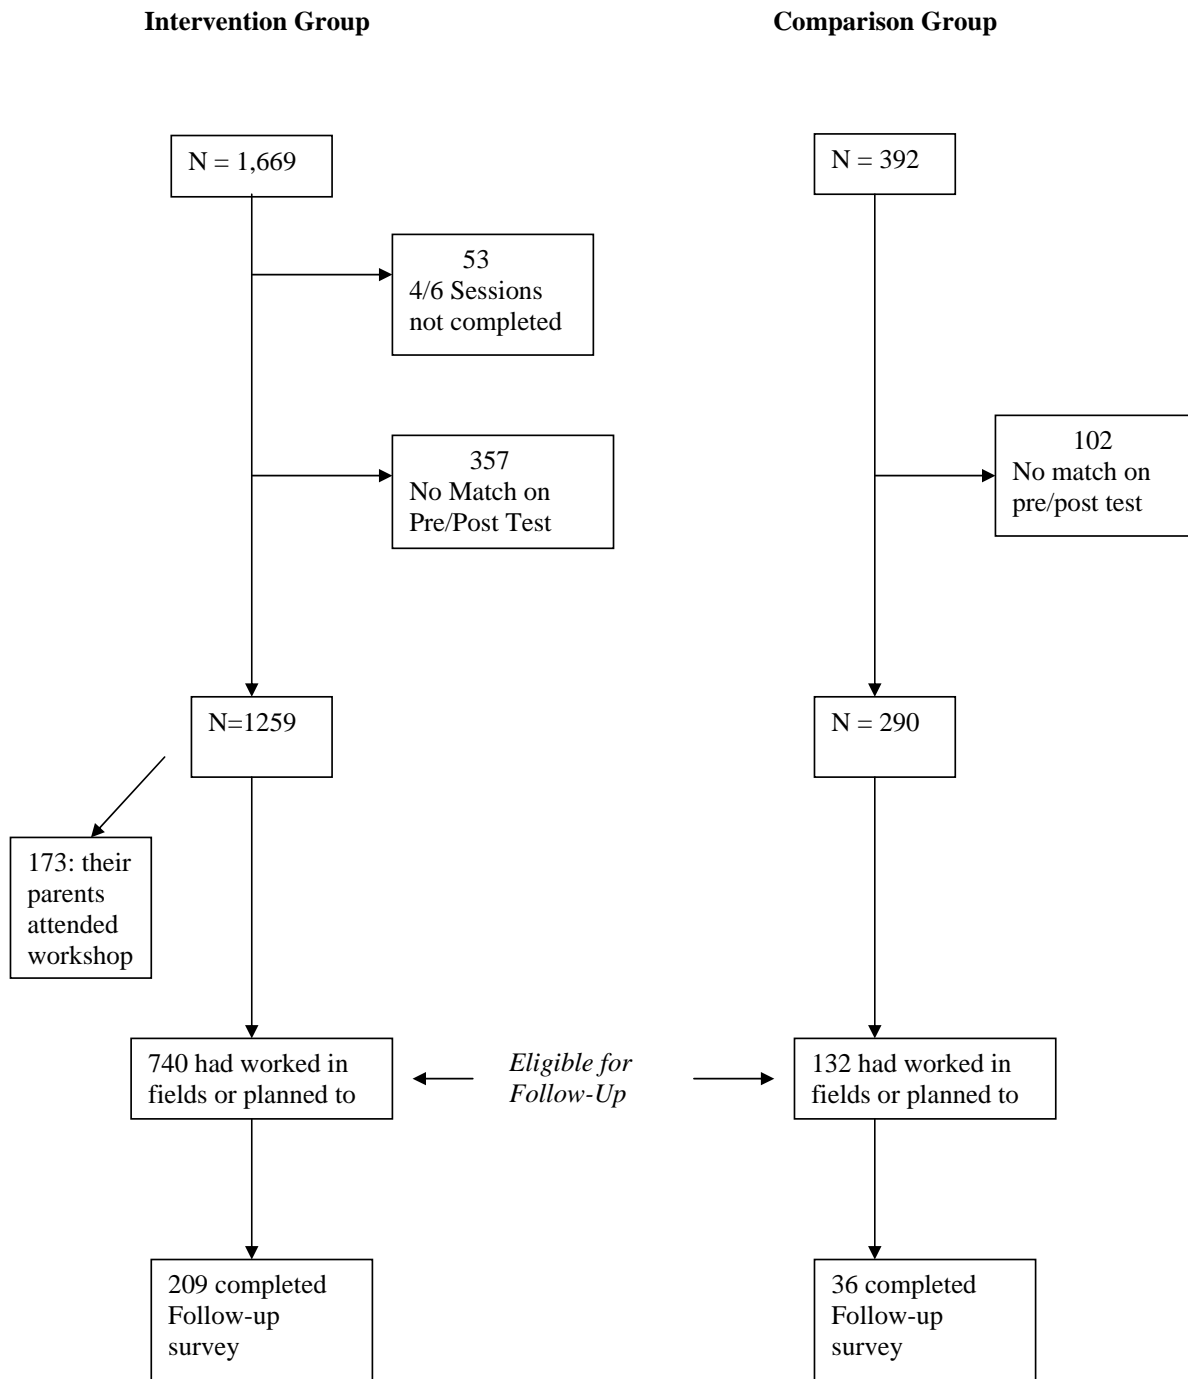 Intervention Group
Comparison Group
N = 1,669
N = 392
53
4/6 Sessions
not completed
357
No Match on
Pre/Post Test
102
No match on
pre/post test
N=1259
N = 290
173: their
parents
attended
workshop
740 had worked in
fields or planned to
Eligible for
Follow-Up
132 had worked in
fields or planned to
209 completed
Follow-up
survey
36 completed
Follow-up
survey